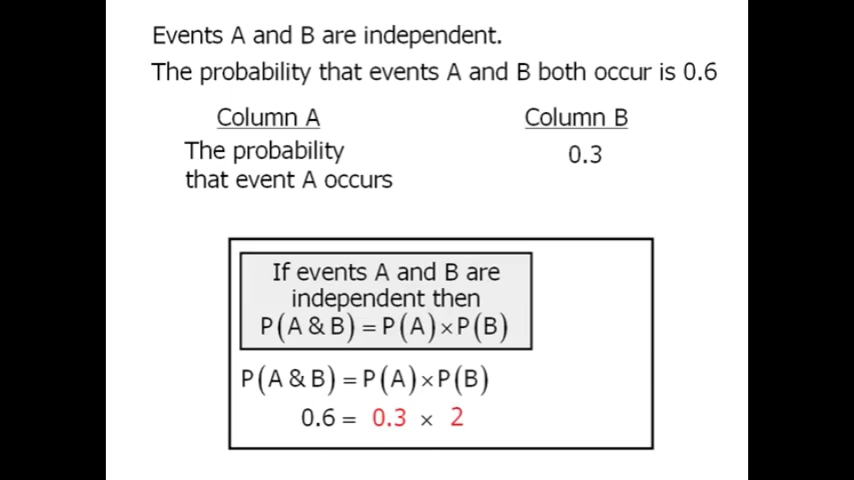 Events A and B are independent.
The probability that events A and B both occur is 0.6
Column A
Column B
The probability
that event A occurs
0.3
If events A and B are
independent then
P(A & B) = P(A)×P(B)
P(A & B) = P(A)×P(B)
0.6 = 0.3 × 2